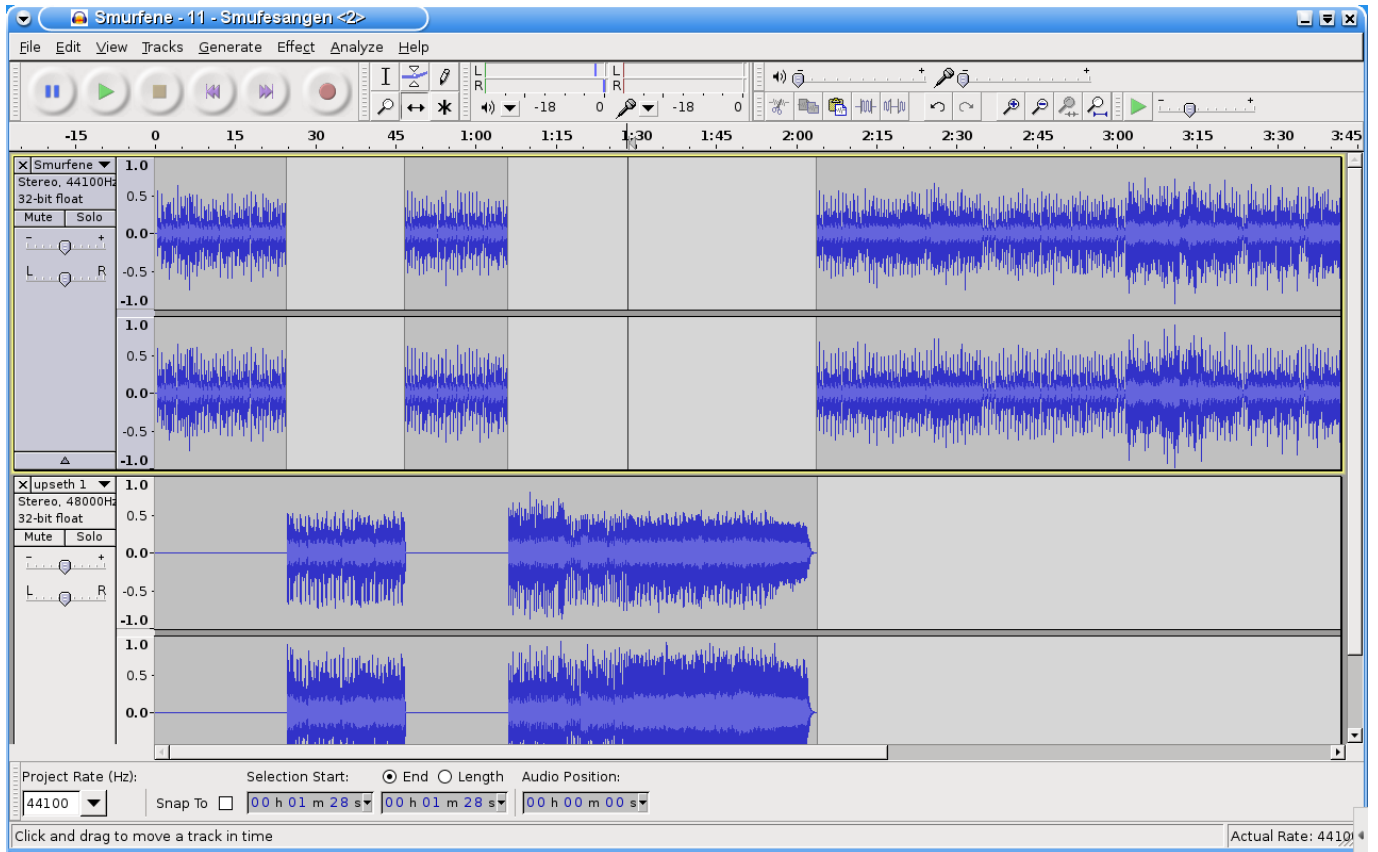 Smurfene - 11 - Smufesangen <2>
File Edit View Tracks Generate Effect Analyze Help
L
R
L
R
-18 0 -18 0
-15 0 15 30 45 1:00 1:15 1:30 1:45 2:00 2:15 2:30 2:45 3:00 3:15 3:30 3:45
X Smurfene
Stereo, 44100Hz
32-bit float
Mute Solo
- +
L R
1.0
0.5
0.0
-0.5
-1.0
1.0
0.5
0.0
-0.5
-1.0
X upseth 1
Stereo, 48000Hz
32-bit float
Mute Solo
- +
L R
1.0
0.5
0.0
-0.5
-1.0
1.0
0.5
0.0
Project Rate (Hz): Selection Start: End Length Audio Position:
44100 Snap To 00 h 01 m 28 s 00 h 01 m 28 s 00 h 00 m 00 s
Click and drag to move a track in time Actual Rate: 4410